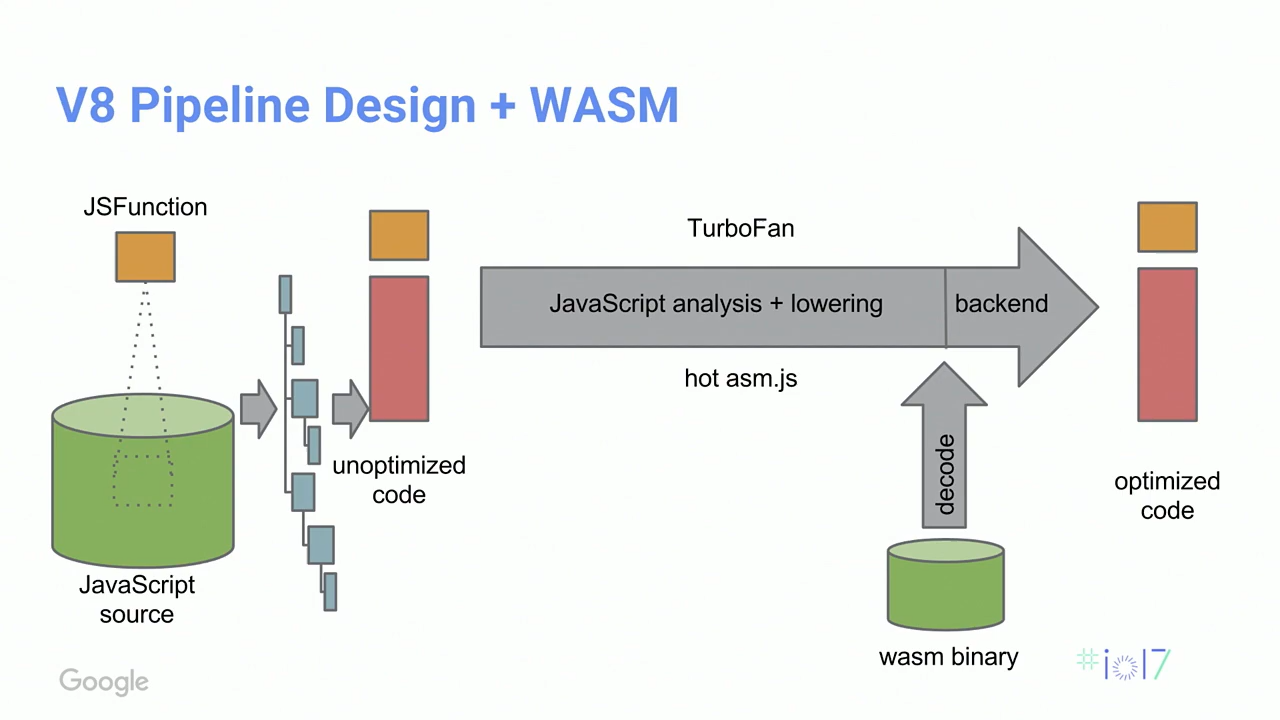 V8 Pipeline Design + WASM
JSFunction
JavaScript
source
unoptimized
code
TurboFan
JavaScript analysis + lowering
backend
hot asm.js
decode
wasm binary
optimized
code
Google
#io17